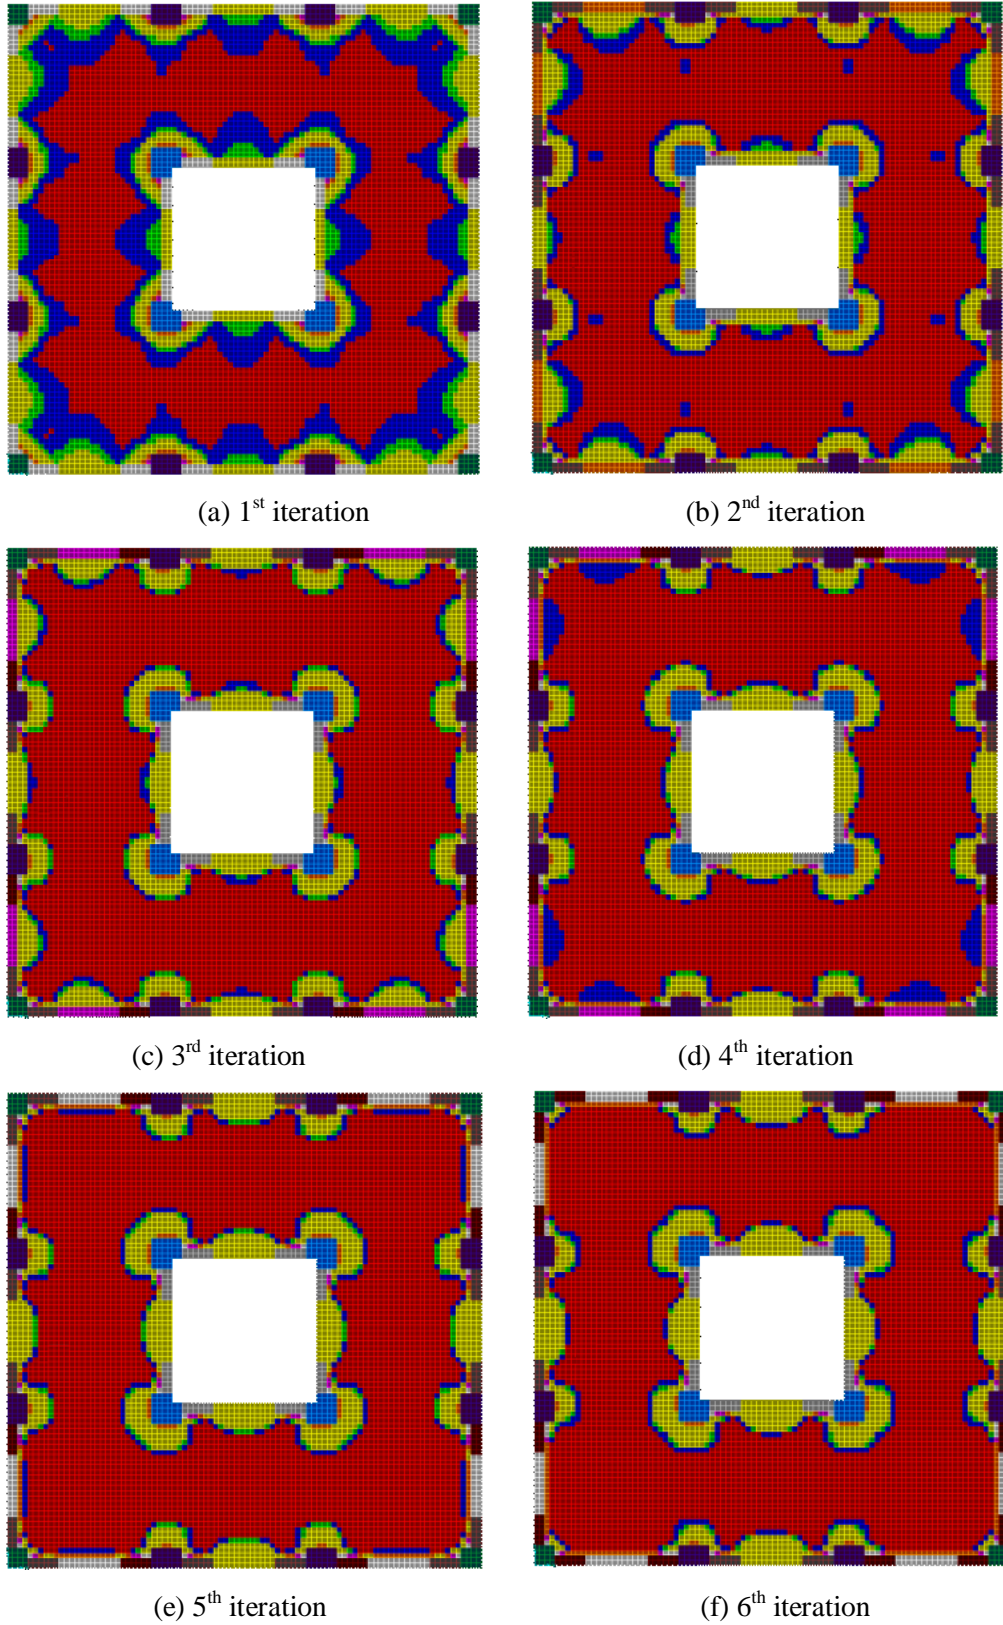 (a) 1st iteration
(b) 2nd iteration
(c) 3rd iteration
(d) 4th iteration
(e) 5th iteration
(f) 6th iteration